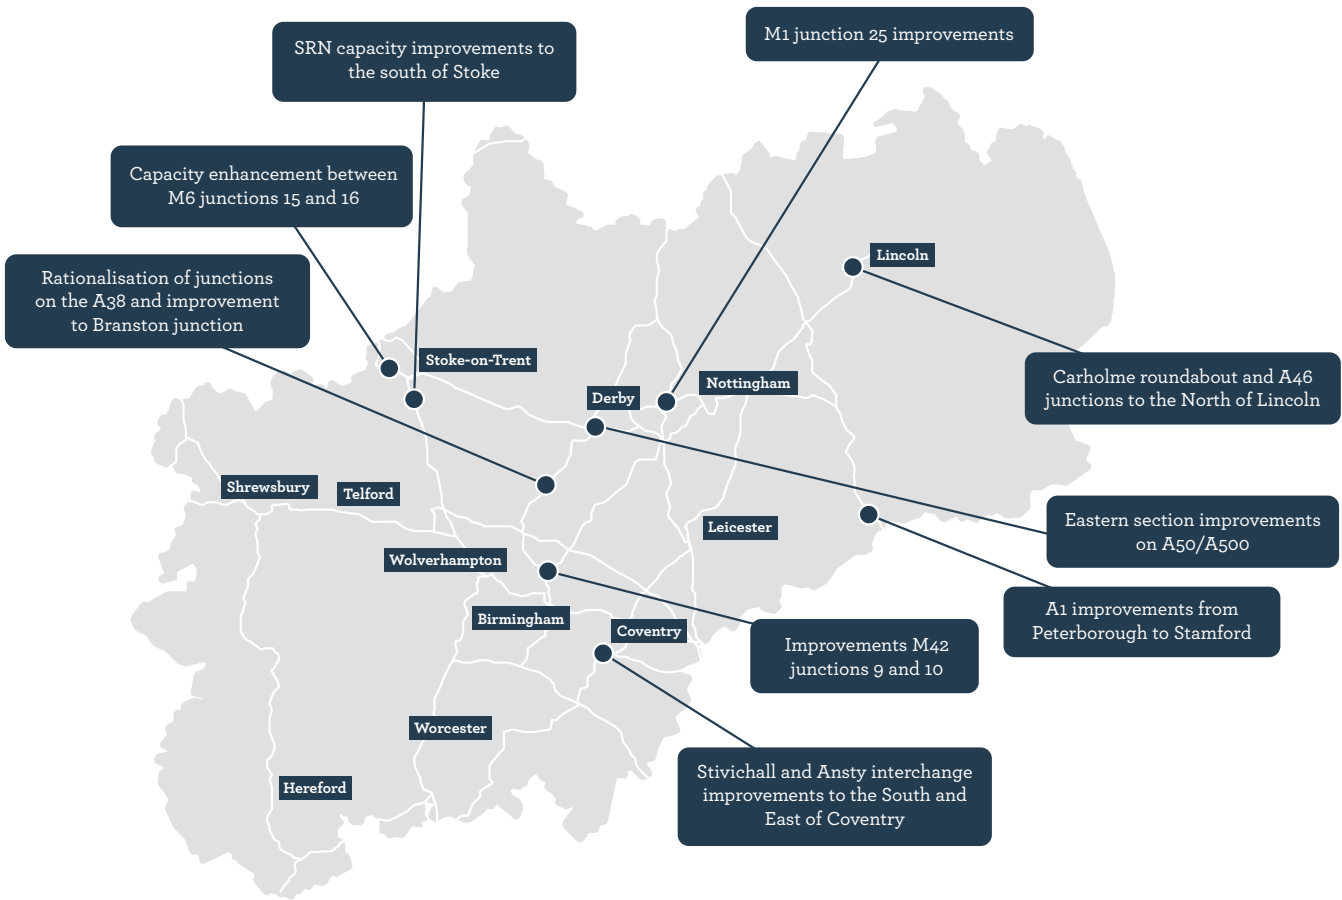 M1 junction 25 improvements
SRN capacity improvements to
the south of Stoke
Capacity enhancement between
M6 junctions 15 and 16
Lincoln
Rationalisation of junctions
on the A38 and improvement
to Branston junction
Stoke-on-Trent
Nottingham
Derby
Carholme roundabout and A46
junctions to the North of Lincoln
Shrewsbury
Telford
Leicester
Eastern section improvements
on A50/A500
Wolverhampton
A1 improvements from
Peterborough to Stamford
Birmingham
Coventry
Improvements M42
junctions 9 and 10
Worcester
Stivichall and Ansty interchange
improvements to the South and
East of Coventry
Hereford